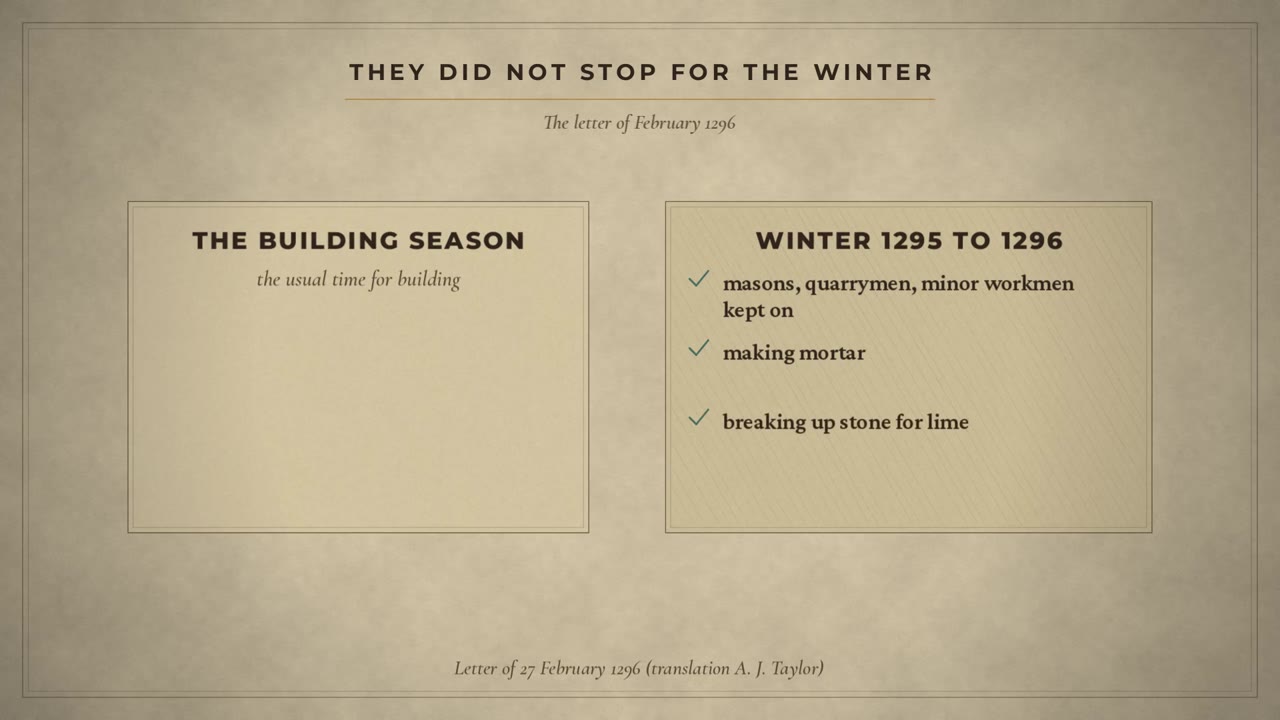 THEY DID NOT STOP FOR THE WINTER
The letter of February 1296
THE BUILDING SEASON
the usual time for building
WINTER 1295 TO 1296
masons, quarrymen, minor workmen
kept on
making mortar
breaking up stone for lime
Letter of 27 February 1296 (translation A. J. Taylor)